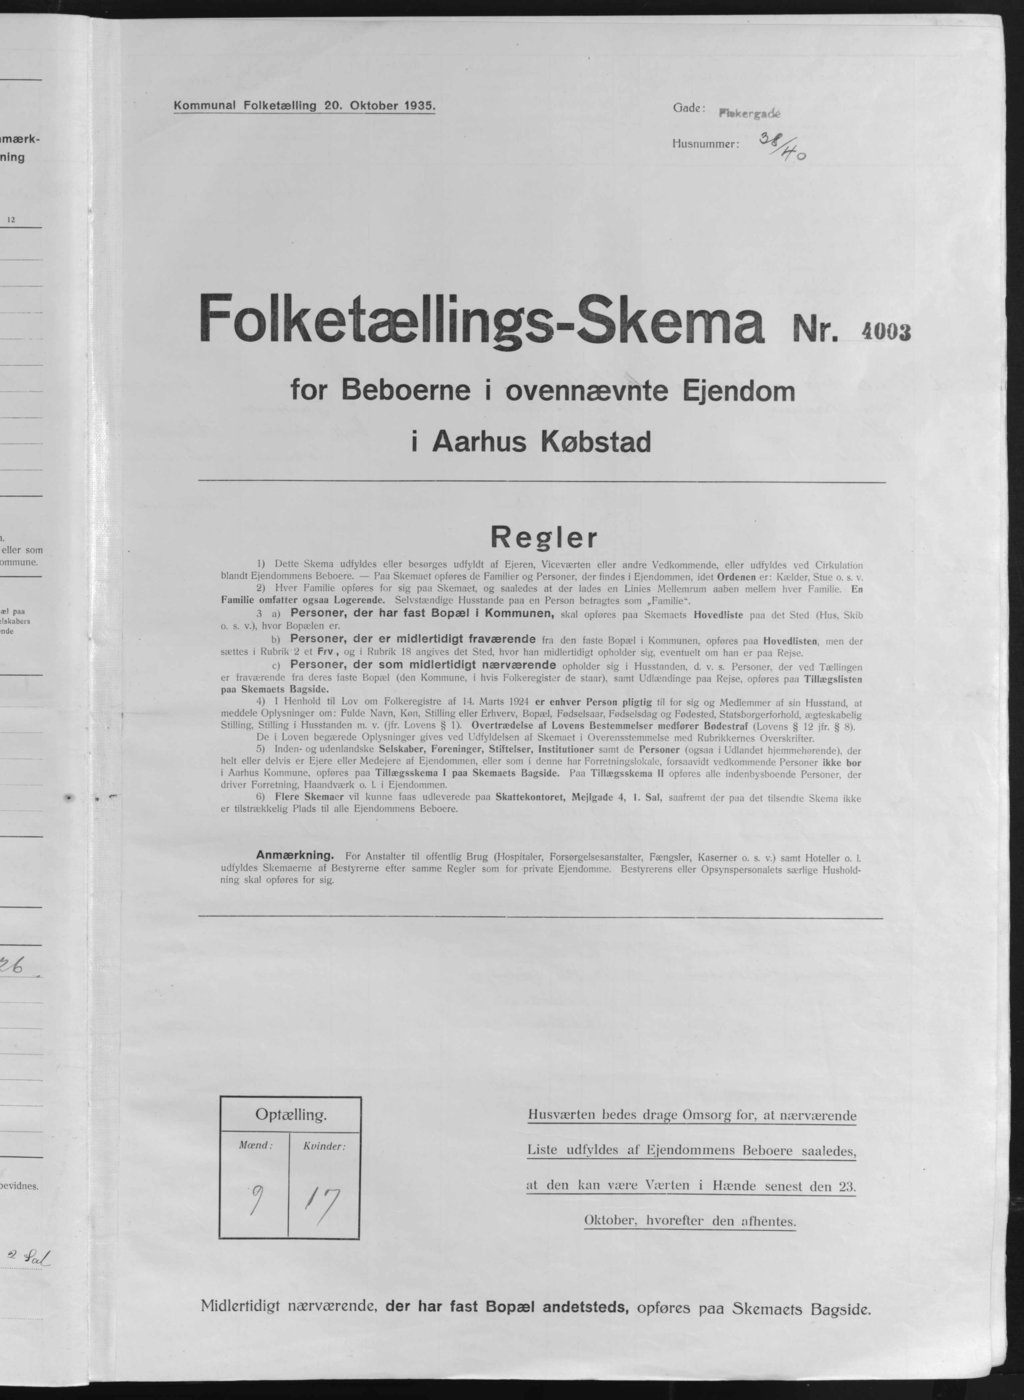 mærk-
ning
12
eller som
ommune.
æl paa
elskabers
nde
26.
bevidnes.
2 Sal
Kommunal Folketælling 20. Oktober 1935.
Gade: Fiskergade
Husnummer: 38/40
Folketællings-Skema Nr. 4003
for Beboerne i ovennævnte Ejendom
i Aarhus Købstad
Regler
1) Dette Skema udfyldes eller besørges udfyldt af Ejeren, Viceværten eller andre Vedkommende, eller udfyldes ved Cirkulation
blandt Ejendommens Beboere. — Paa Skemaet opføres de Familier og Personer, der findes i Ejendommen, idet Ordenen er: Kælder, Stue o. s. v.
2) Hver Familie opføres for sig paa Skemaet, og saaledes at der lades en Linies Mellemrum aaben mellem hver Familie. En
Familie omfatter ogsaa Logerende. Selvstændige Husstande paa en Person betragtes som „Familie“.
3 a) Personer, der har fast Bopæl i Kommunen, skal opføres paa Skemaets Hovedliste paa det Sted (Hus, Skib
o. s. v.), hvor Bopælen er.
b) Personer, der er midlertidigt fraværende fra den faste Bopæl i Kommunen, opføres paa Hovedlisten, men der
sættes i Rubrik 2 et Frv., og i Rubrik 18 angives det Sted, hvor han midlertidigt opholder sig, eventuelt om han er paa Rejse.
c) Personer, der som midlertidigt nærværende opholder sig i Husstanden, d. v. s. Personer, der ved Tællingen
er fraværende fra deres faste Bopæl (den Kommune, i hvis Folkeregister de staar), samt Udlændinge paa Rejse, opføres paa Tillægslisten
paa Skemaets Bagside.
4) I Henhold til Lov om Folkeregistre af 14. Marts 1924 er enhver Person pligtig til for sig og Medlemmer af sin Husstand, at
meddele Oplysninger om: Fulde Navn, Køn, Stilling eller Erhverv, Bopæl, Fødselsaar, Fødselsdag og Fødested, Statsborgerforhold, ægteskabelig
Stilling, Stilling i Husstanden m. v. (jfr. Lovens § 1). Overtrædelse af Lovens Bestemmelser medfører Bødestraf (Lovens § 12 jfr. § 8).
De i Loven begærede Oplysninger gives ved Udfyldelsen af Skemaet i Overensstemmelse med Rubrikkernes Overskrifter.
5) Inden- og udenlandske Selskaber, Foreninger, Stiftelser, Institutioner samt de Personer (ogsaa i Udlandet hjemmehørende), der
helt eller delvis er Ejere eller Medejere af Ejendommen, eller som i denne har Forretningslokale, forsaavidt vedkommende Personer ikke bor
i Aarhus Kommune, opføres paa Tillægsskema I paa Skemaets Bagside. Paa Tillægsskema II opføres alle indenbysboende Personer, der
driver Forretning, Haandværk o. l. i Ejendommen.
6) Flere Skemaer vil kunne faas udleverede paa Skattekontoret, Mejlgade 4, 1. Sal, saafremt der paa det tilsendte Skema ikke
er tilstrækkelig Plads til alle Ejendommens Beboere.
Anmærkning. For Anstalter til offentlig Brug (Hospitaler, Forsørgelsesanstalter, Fængsler, Kaserner o. s. v.) samt Hoteller o. l.
udfyldes Skemaerne af Bestyrerne efter samme Regler som for private Ejendomme. Bestyrerens eller Opsynspersonalets særlige Hushold-
ning skal opføres for sig.
Optælling.
Mænd: Kvinder:
9 17
Husværten bedes drage Omsorg for, at nærværende
Liste udfyldes af Ejendommens Beboere saaledes,
at den kan være Værten i Hænde senest den 23.
Oktober, hvorefter den afhentes.
Midlertidigt nærværende, der har fast Bopæl andetsteds, opføres paa Skemaets Bagside.